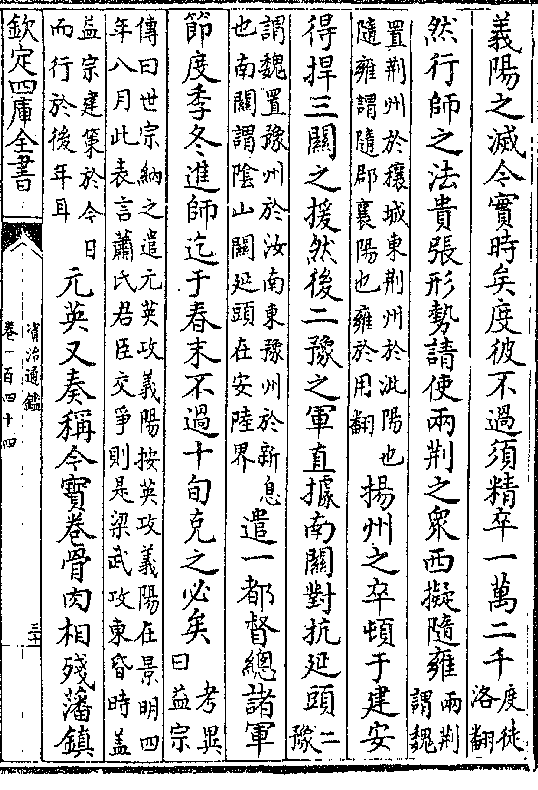 義陽之滅今實時矣度彼不過須精卒一萬二千度徒洛翻
然行師之法貴張形勢請使兩荆之衆西擬隨雍兩荆謂魏
置荆州於穰城東荆州於沘陽也隨雍謂隨郡襄陽也雍於用翻揚州之卒頓于建安
得捍三關之援然後二豫之軍直據南關對抗延頭二豫
謂魏置豫州於汝南東豫州於新息也南關謂陰山關延頭在安陸界遣一都督總諸軍
節度季冬進師迄于春末不過十旬克之必矣考異曰益宗
傳曰世宗納之遣元英攻義陽按英攻義陽在景明四年八月此表言蕭氏君臣交爭則是梁武攻東昏時蓋
益宗建策於今日而行於後年耳元英又奏稱今寶卷骨肉相殘藩鎮
欽定四庫全書
資治通鑑
卷一百四十四
三十